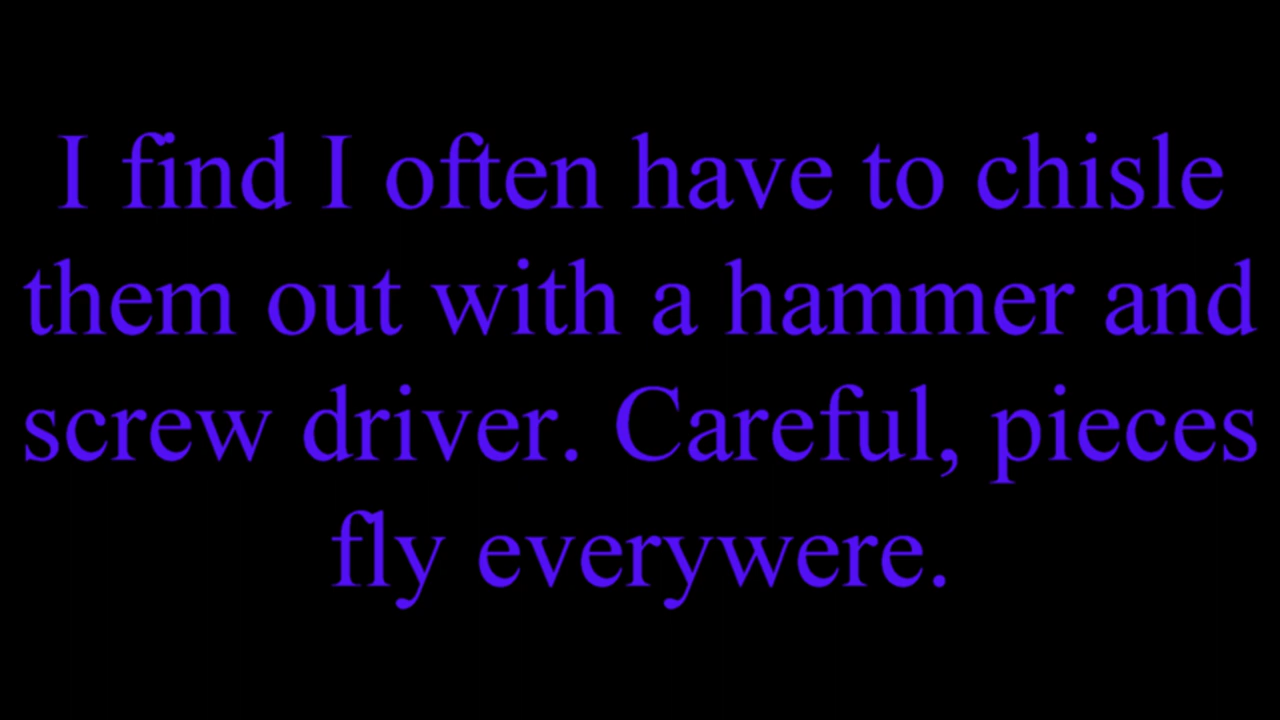 I find I often have to chisle
them out with a hammer and
screw driver. Careful, pieces
fly everywere.